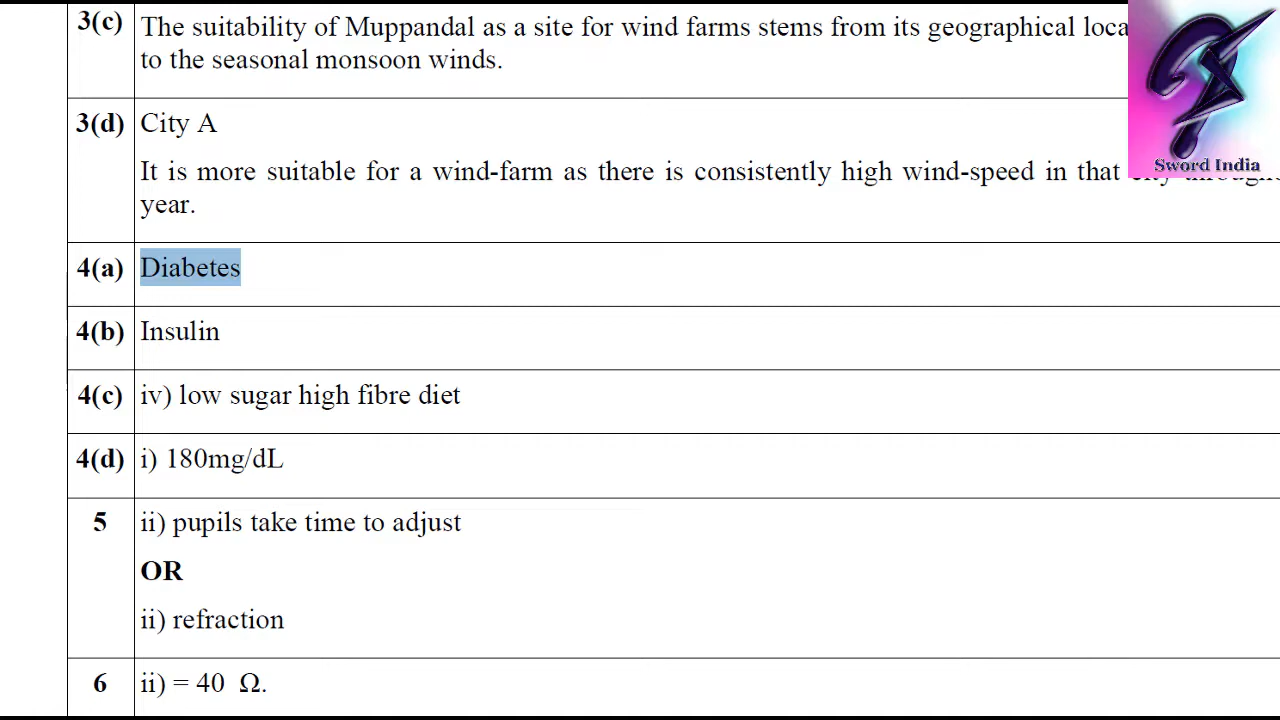 3(c) The suitability of Muppandal as a site for wind farms stems from its geographical
to the seasonal monsoon winds.
3(d) City A
It is more suitable for a wind-farm as there is consistently high wind-speed in that
year.
4(a) Diabetes
4(b) Insulin
4(c) iv) low sugar high fibre diet
4(d) i) 180mg/dL
5 ii) pupils take time to adjust
OR
ii) refraction
6 ii) = 40 Ω.
Sword India